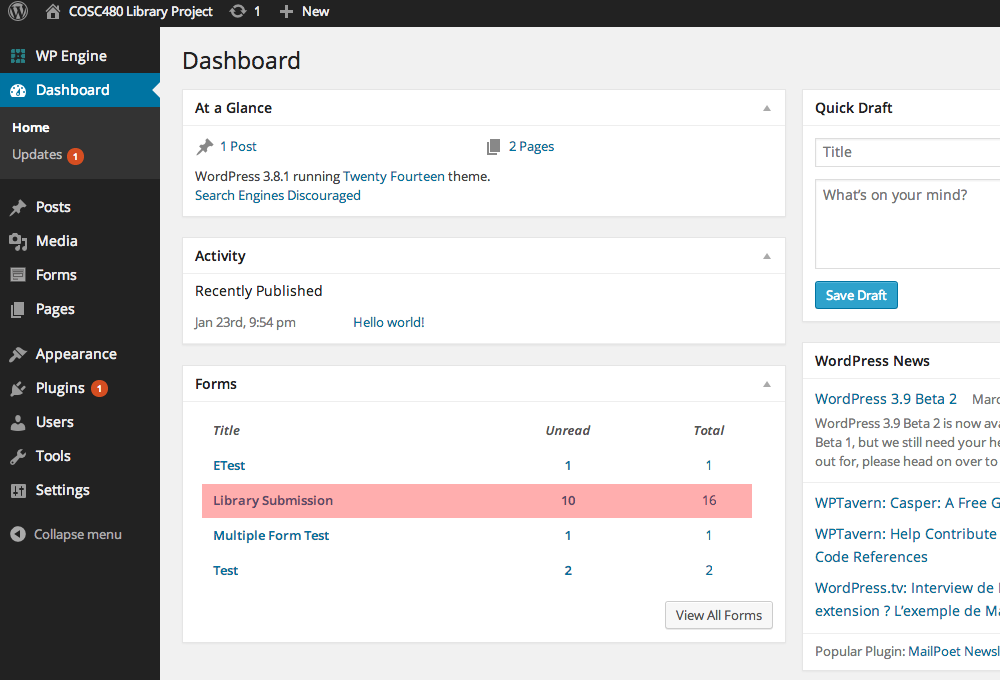 COSC480 Library Project 1 New
WP Engine
Dashboard
Home
Updates 1
Posts
Media
Forms
Pages
Appearance
Plugins 1
Users
Tools
Settings
Collapse menu
Dashboard
At a Glance
1 Post 2 Pages
WordPress 3.8.1 running Twenty Fourteen theme.
Search Engines Discouraged
Activity
Recently Published
Jan 23rd, 9:54 pm Hello world!
Forms
Title Unread Total
ETest 1 1
Library Submission 10 16
Multiple Form Test 1 1
Test 2 2
View All Forms
Quick Draft
Title
What's on your mind?
Save Draft
WordPress News
WordPress 3.9 Beta 2
WordPress 3.9 Beta 2 is now
Beta 1, but we still need your
out for, please head on over to
WPTavern: Casper: A Free
WPTavern: Help Contribute
Code References
WordPress.tv: Interview de
extension ? L'exemple de
Popular Plugin: MailPoet